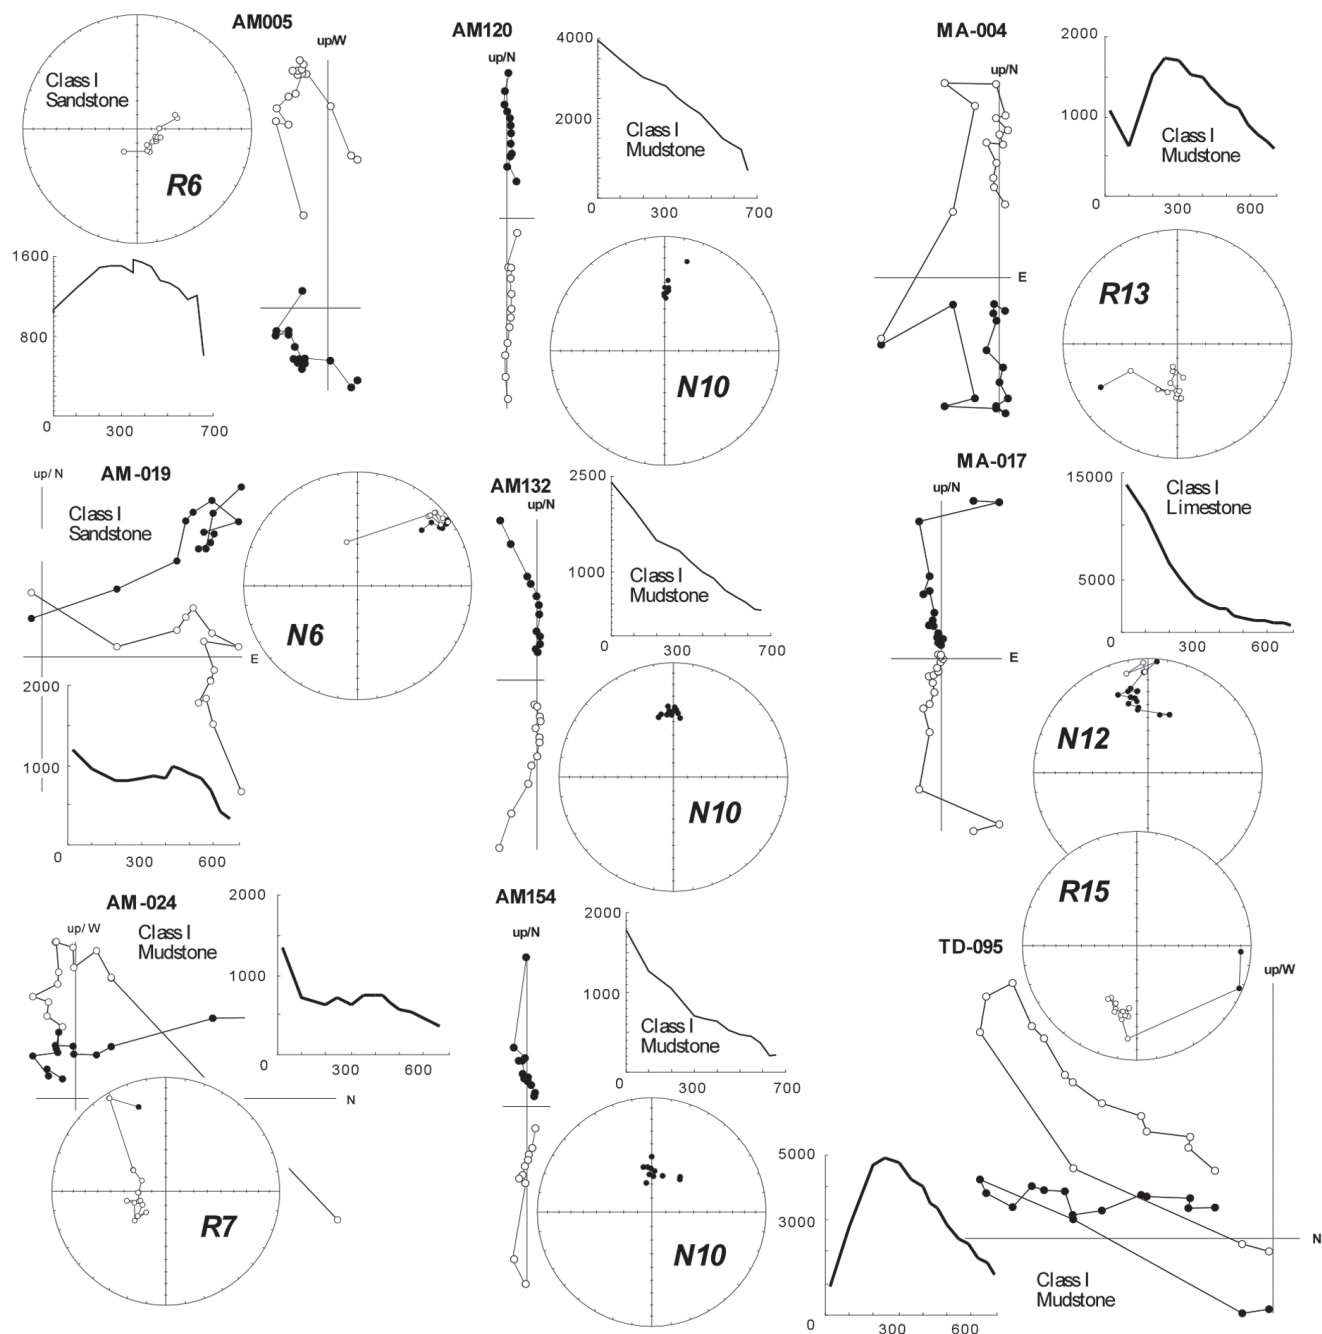 AM005
up/W
Class I
Sandstone
R6
1600
800
0
300
700
AM120
up/N
4000
2000
0
300
700
Class I
Mudstone
N10
MA-004
up/N
E
2000
1000
0
300
600
Class I
Mudstone
R13
AM-019
up/ N
Class I
Sandstone
E
N6
2000
1000
0
300
600
AM132
up/N
2500
1000
0
300
700
Class I
Mudstone
N10
MA-017
up/N
E
15000
5000
0
300
600
Class I
Limestone
N12
AM-024
up/ W
Class I
Mudstone
N
2000
1000
0
300
600
R7
AM154
up/N
2000
1000
0
300
700
Class I
Mudstone
N10
R15
TD-095
up/W
N
5000
3000
0
300
600
Class I
Mudstone